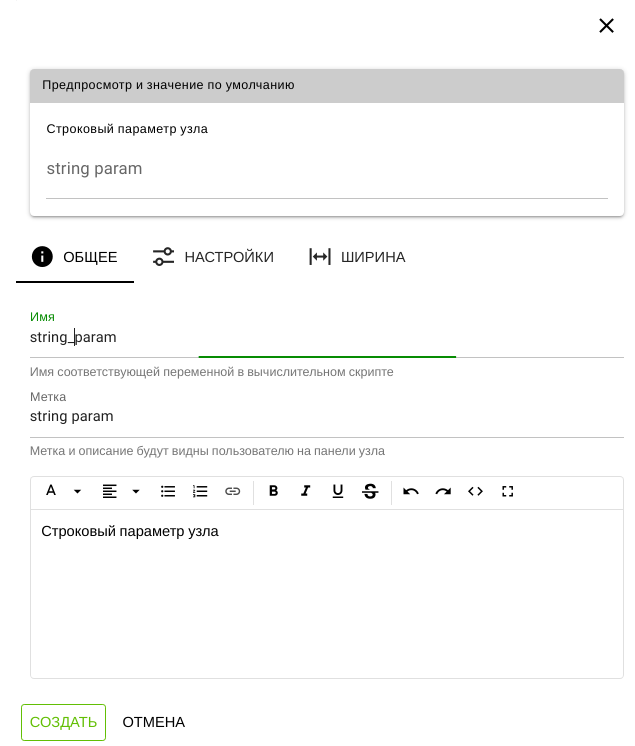 Предпросмотр и значение по умолчанию
Строковый параметр узла
string param
ОБЩЕЕ НАСТРОЙКИ ШИРИНА
Имя
string_param
Имя соответствующей переменной в вычислительном скрипте
Метка
string param
Метка и описание будут видны пользователю на панели узла
A B I U S
Строковый параметр узла
СОЗДАТЬ ОТМЕНА